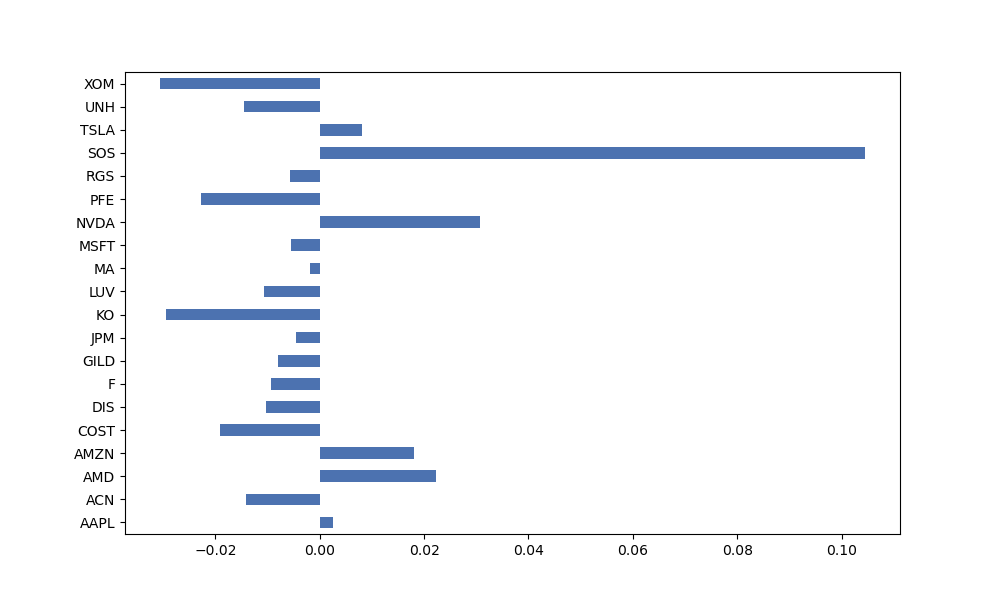 XOM
UNH
TSLA
SOS
RGS
PFE
NVDA
MSFT
MA
LUV
KO
JPM
GILD
F
DIS
COST
AMZN
AMD
ACN
AAPL
−0.02 0.00 0.02 0.04 0.06 0.08 0.10